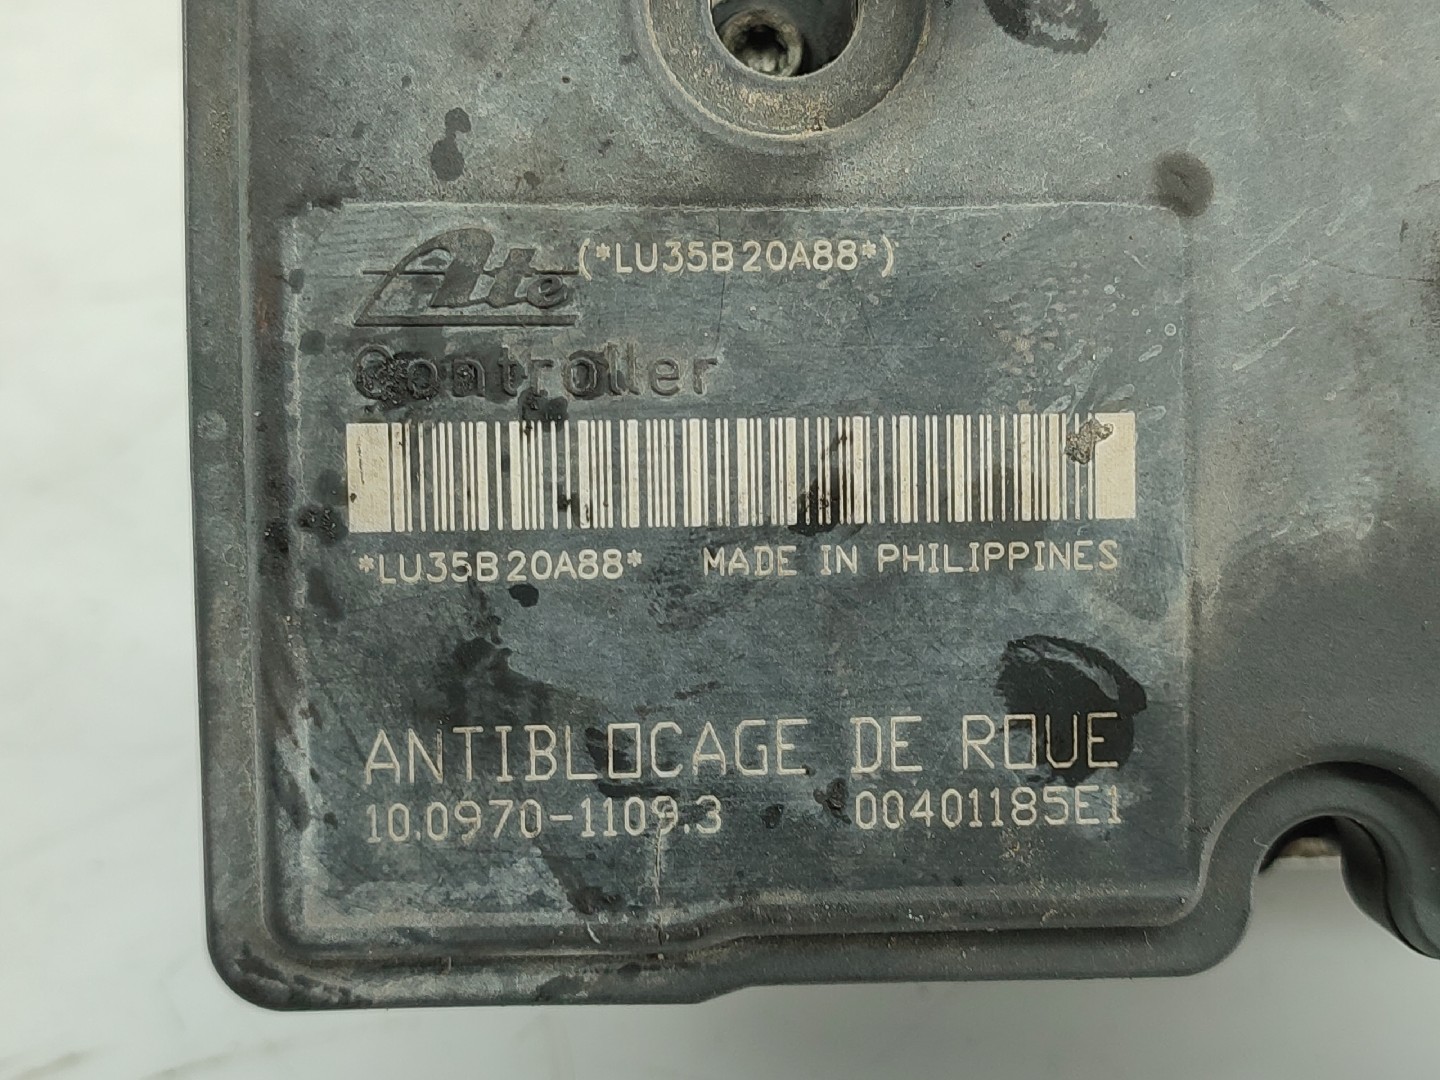 Ate (*LU35B20A88*)
Controller
*LU35B20A88* MADE IN PHILIPPINES
ANTIBLOCAGE DE ROUE
10.0970-1109.3 00401185E1